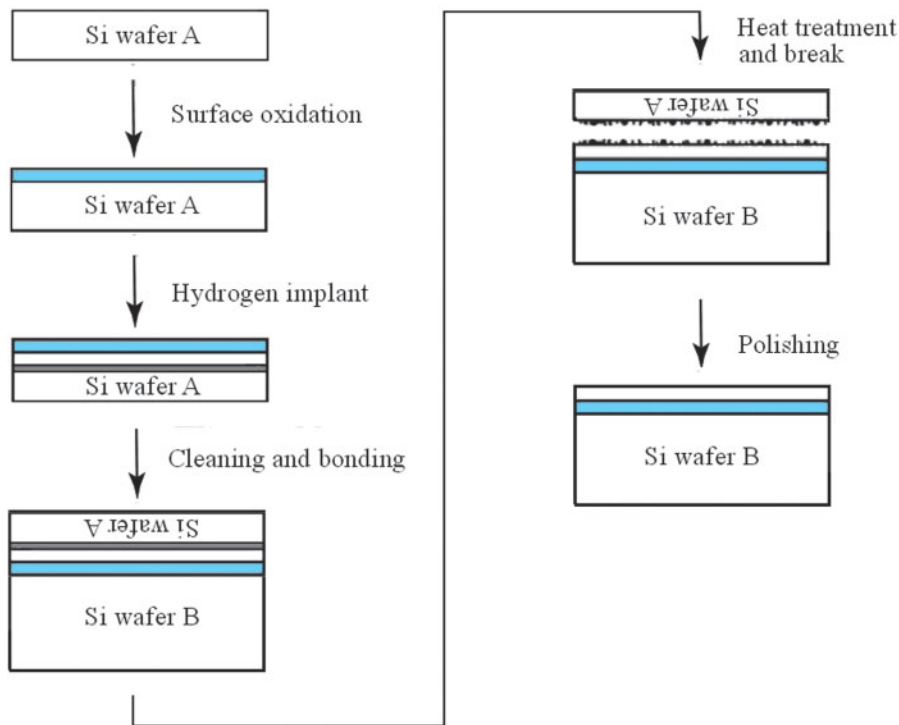 Si wafer A
Surface oxidation
Si wafer A
Hydrogen implant
Si wafer A
Cleaning and bonding
Si wafer A
Si wafer B
Heat treatment
and break
Si wafer A
Si wafer B
Polishing
Si wafer B